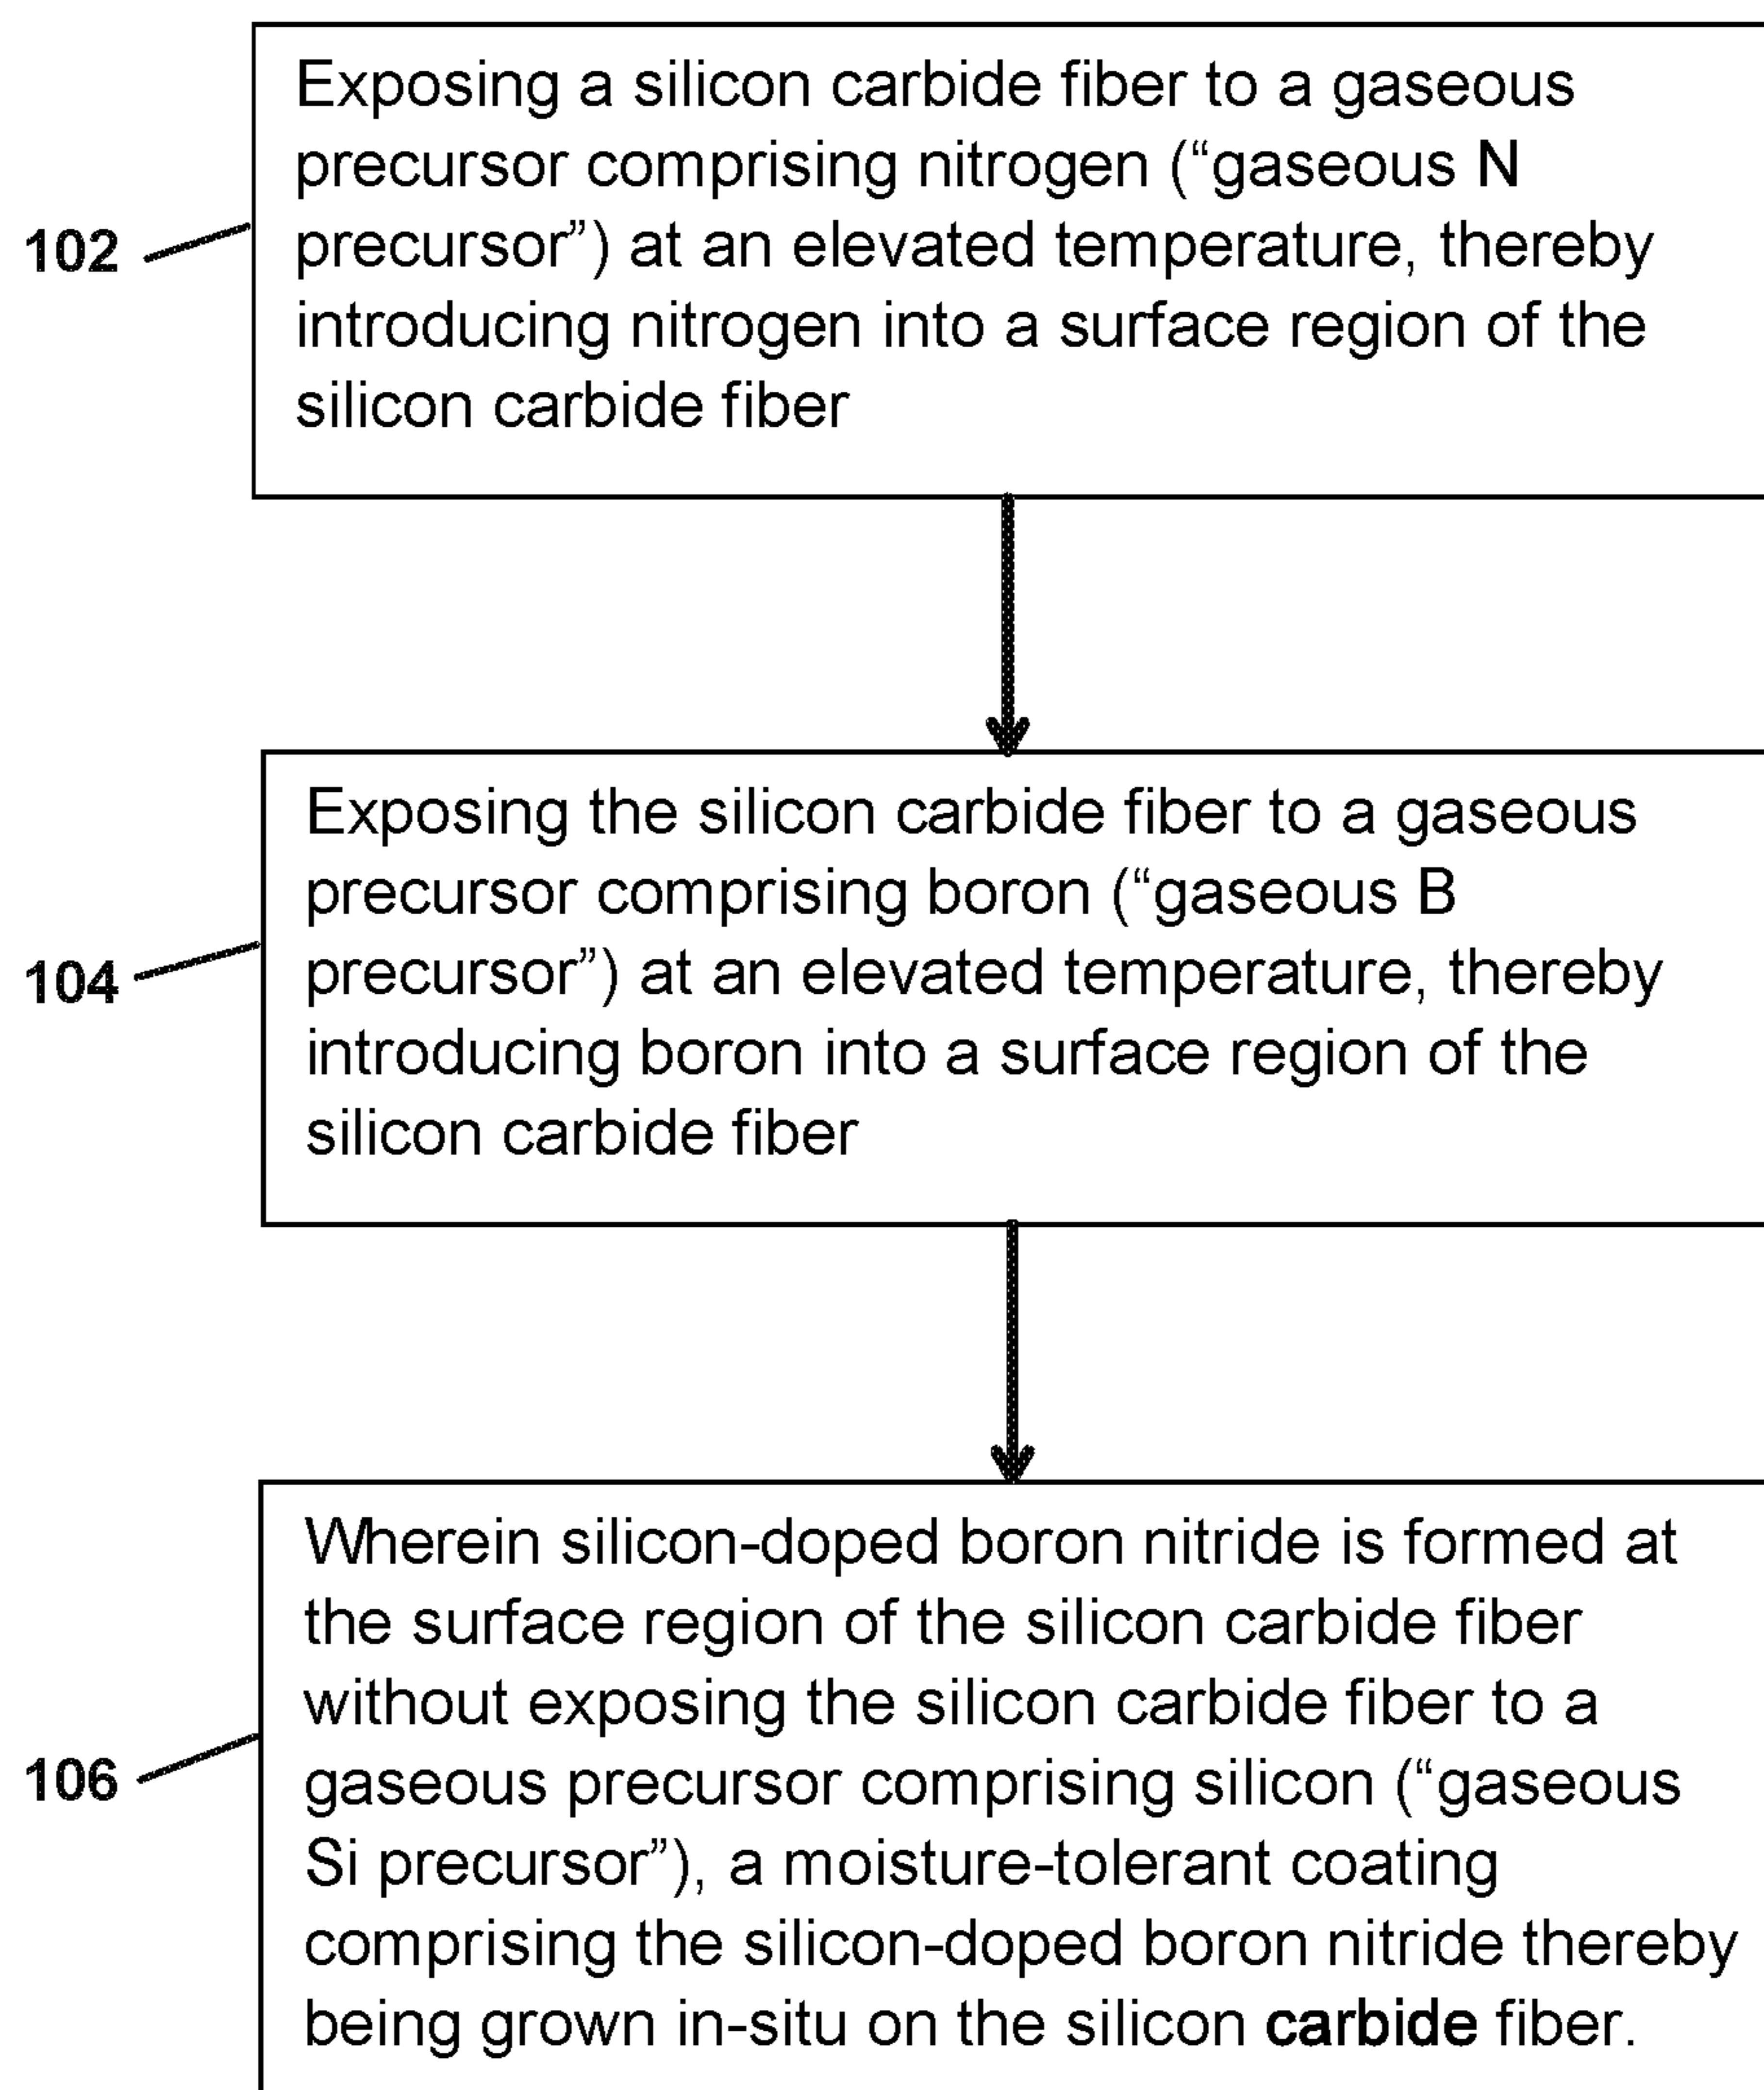 Exposing a silicon carbide fiber to a gaseous
precursor comprising nitrogen (“gaseous N
102
precursor”) at an elevated temperature, thereby
introducing nitrogen into a surface region of the
silicon carbide fiber
Exposing the silicon carbide fiber to a gaseous
precursor comprising boron (“gaseous B
104
precursor”) at an elevated temperature, thereby
introducing boron into a surface region of the
silicon carbide fiber
Wherein silicon-doped boron nitride is formed at
the surface region of the silicon carbide fiber
without exposing the silicon carbide fiber to a
106
gaseous precursor comprising silicon (“gaseous
Si precursor”), a moisture-tolerant coating
comprising the silicon-doped boron nitride thereby
being grown in-situ on the silicon carbide fiber.